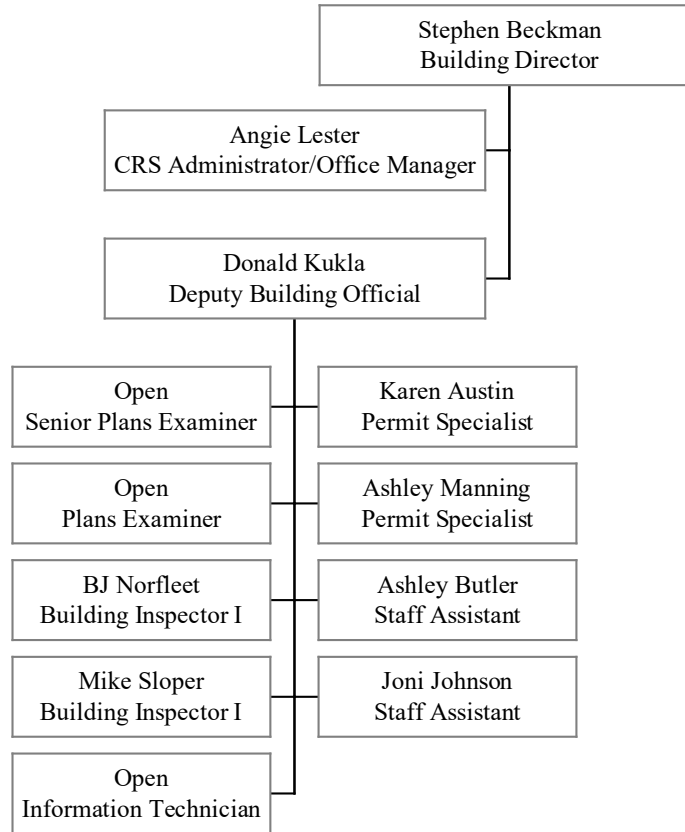 Stephen Beckman
Building Director
Angie Lester
CRS Administrator/Office Manager
Donald Kukla
Deputy Building Official
Open
Senior Plans Examiner
Karen Austin
Permit Specialist
Open
Plans Examiner
Ashley Manning
Permit Specialist
BJ Norfleet
Building Inspector I
Ashley Butler
Staff Assistant
Mike Sloper
Building Inspector I
Joni Johnson
Staff Assistant
Open
Information Technician